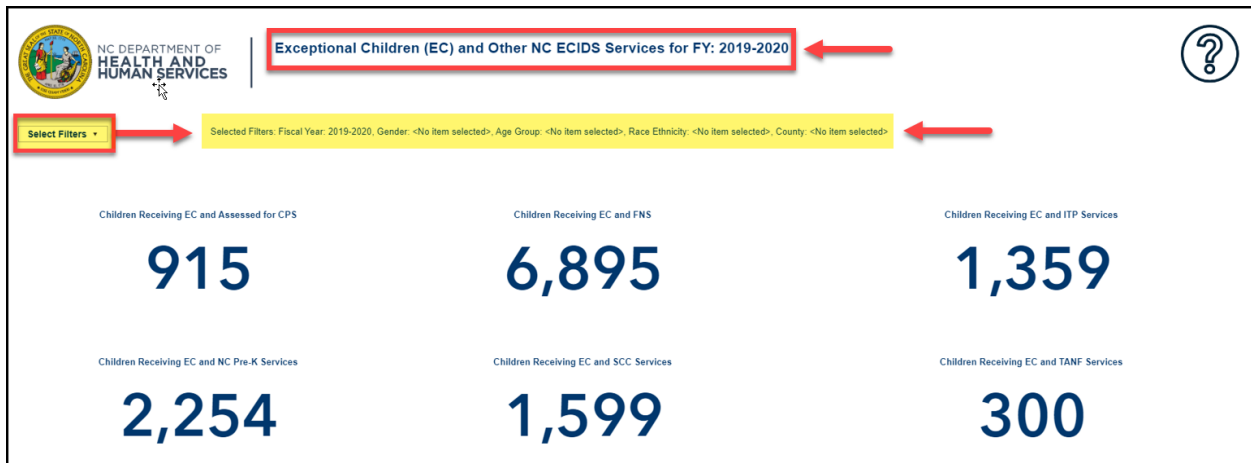 NC DEPARTMENT OF
HEALTH AND
HUMAN SERVICES
Exceptional Children (EC) and Other NC ECIDS Services for FY: 2019-2020
?
Select Filters
Selected Filters: Fiscal Year: 2019-2020, Gender: <No item selected>, Age Group: <No item selected>, Race Ethnicity: <No item selected>, County: <No item selected>
Children Receiving EC and Assessed for CPS
Children Receiving EC and FNS
Children Receiving EC and ITP Services
915
6,895
1,359
Children Receiving EC and NC Pre-K Services
Children Receiving EC and SCC Services
Children Receiving EC and TANF Services
2,254
1,599
300